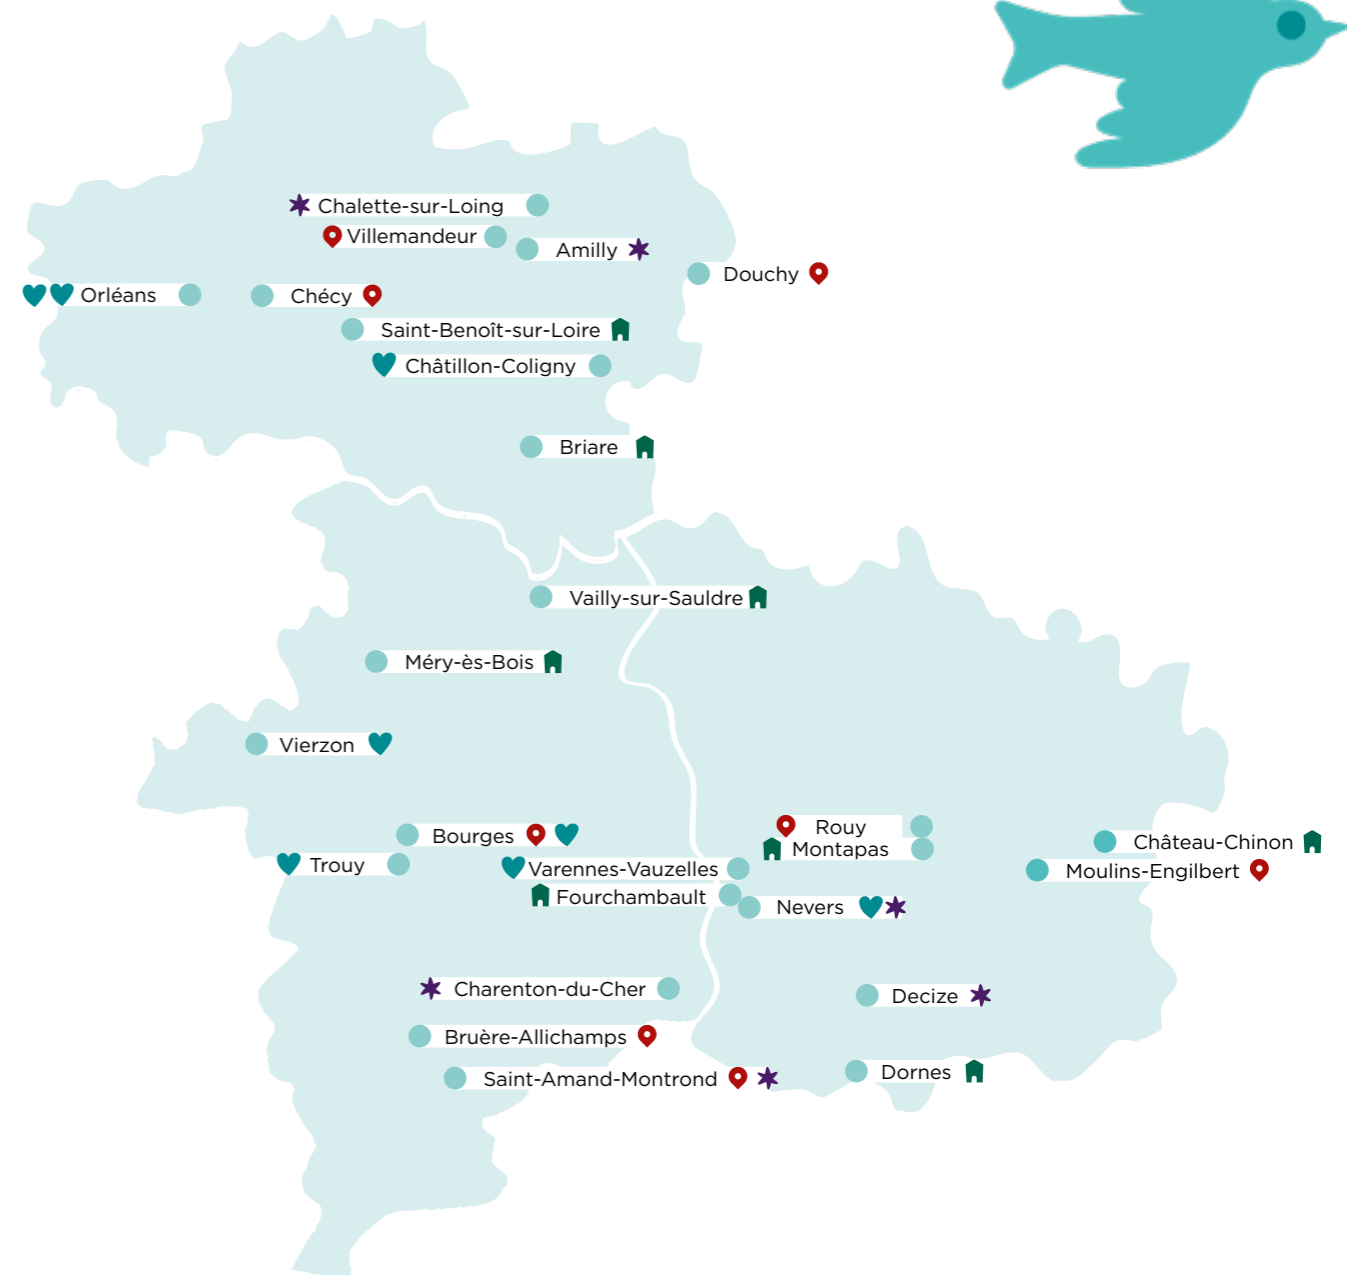 Chalette-sur-Loing
Villemandeur
Amilly
Douchy
Orléans
Chécy
Saint-Benoît-sur-Loire
Châtillon-Coligny
Briare
Vailly-sur-Sauldre
Méry-ès-Bois
Vierzon
Rouy
Bourges
Château-Chinon
Montapas
Trouy
Varennes-Vauzelles
Moulins-Engilbert
Fourchambault
Nevers
Charenton-du-Cher
Decize
Bruère-Allichamps
Dornes
Saint-Amand-Montrond